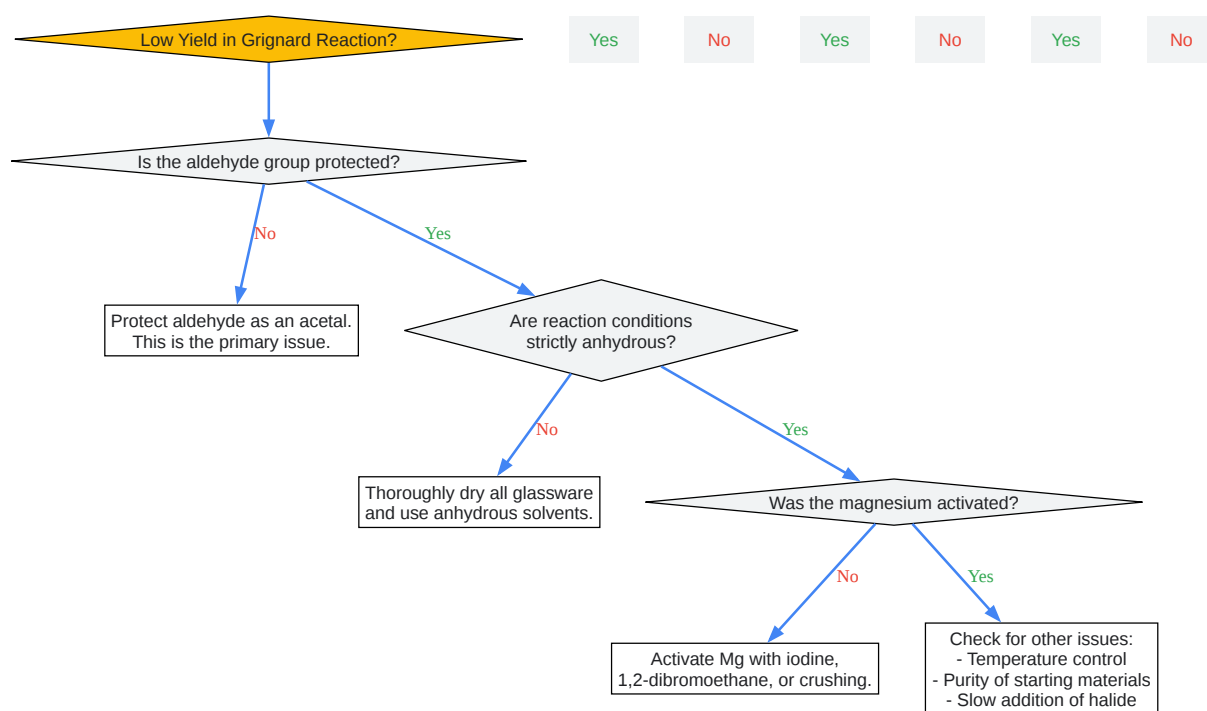 Low Yield in Grignard Reaction?
Yes
No
Yes
No
Yes
No
Is the aldehyde group protected?
No
Yes
Protect aldehyde as an acetal.
This is the primary issue.
Are reaction conditions
strictly anhydrous?
No
Yes
Thoroughly dry all glassware
and use anhydrous solvents.
Was the magnesium activated?
No
Yes
Activate Mg with iodine,
1,2-dibromoethane, or crushing.
Check for other issues:
- Temperature control
- Purity of starting materials
- Slow addition of halide